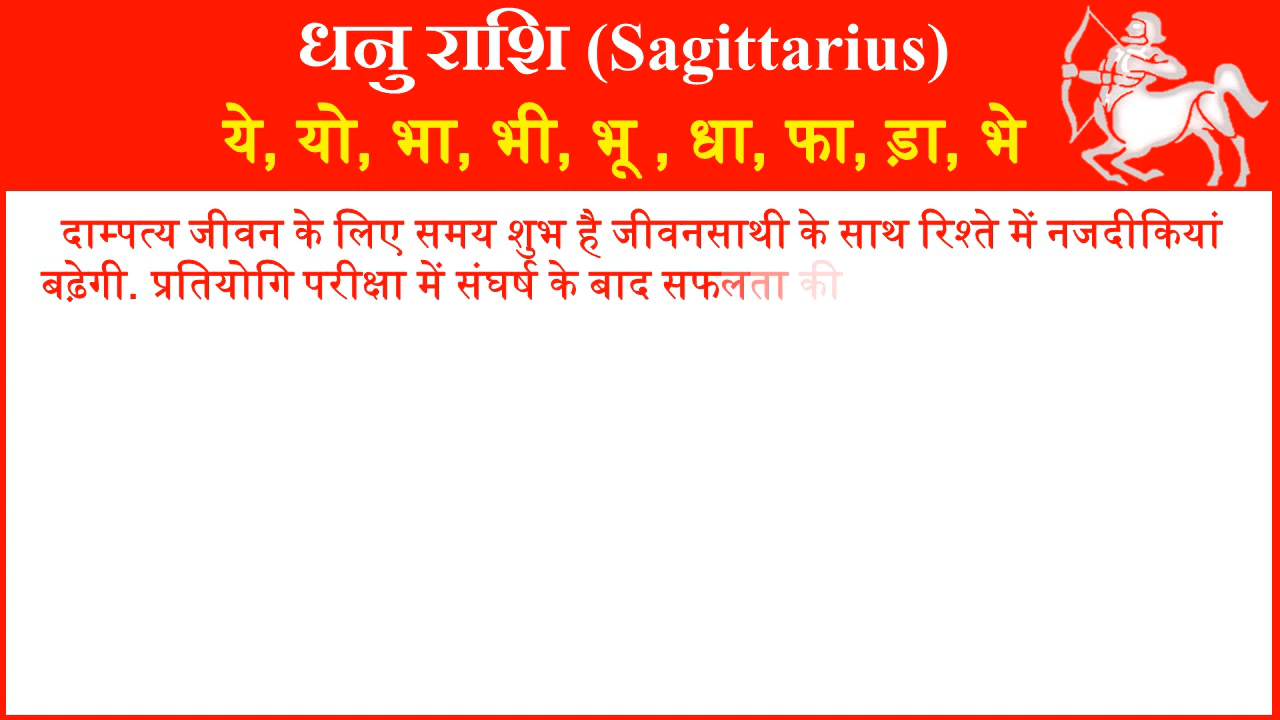 धनु राशि (Sagittarius)
ये, यो, भा, भी, भू , धा, फा, ड़ा, भे
दाम्पत्य जीवन के लिए समय शुभ है जीवनसाथी के साथ रिश्ते में नजदीकियां
बढ़ेगी. प्रतियोगि परीक्षा में संघर्ष के बाद सफलता की